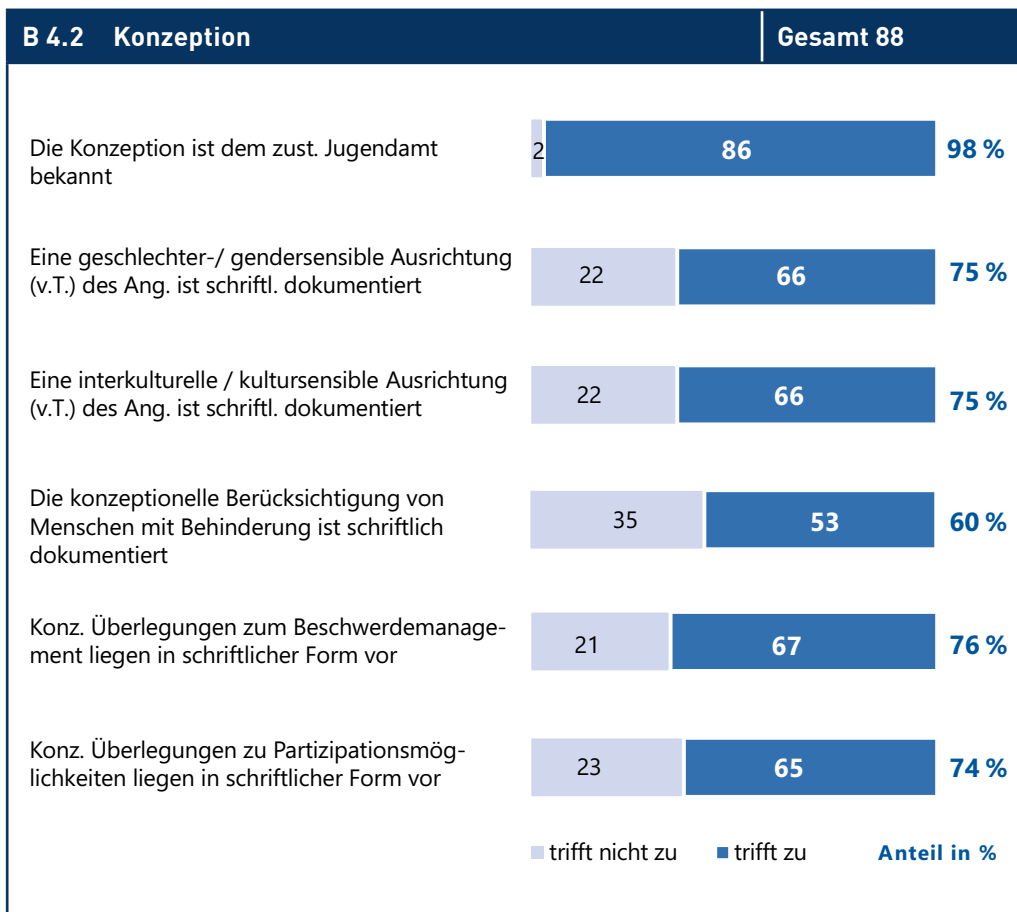 B 4.2 Konzeption Gesamt 88
Die Konzeption ist dem zust. Jugendamt
bekannt
2 86 98 %
Eine geschlechter-/ gendersensible Ausrichtung
(v.T.) des Ang. ist schriftl. dokumentiert
22 66 75 %
Eine interkulturelle / kultursensible Ausrichtung
(v.T.) des Ang. ist schriftl. dokumentiert
22 66 75 %
Die konzeptionelle Berücksichtigung von
Menschen mit Behinderung ist schriftlich
dokumentiert
35 53 60 %
Konz. Überlegungen zum Beschwerdemanage-
ment liegen in schriftlicher Form vor
21 67 76 %
Konz. Überlegungen zu Partizipationsmög-
lichkeiten liegen in schriftlicher Form vor
23 65 74 %
trifft nicht zu trifft zu Anteil in %